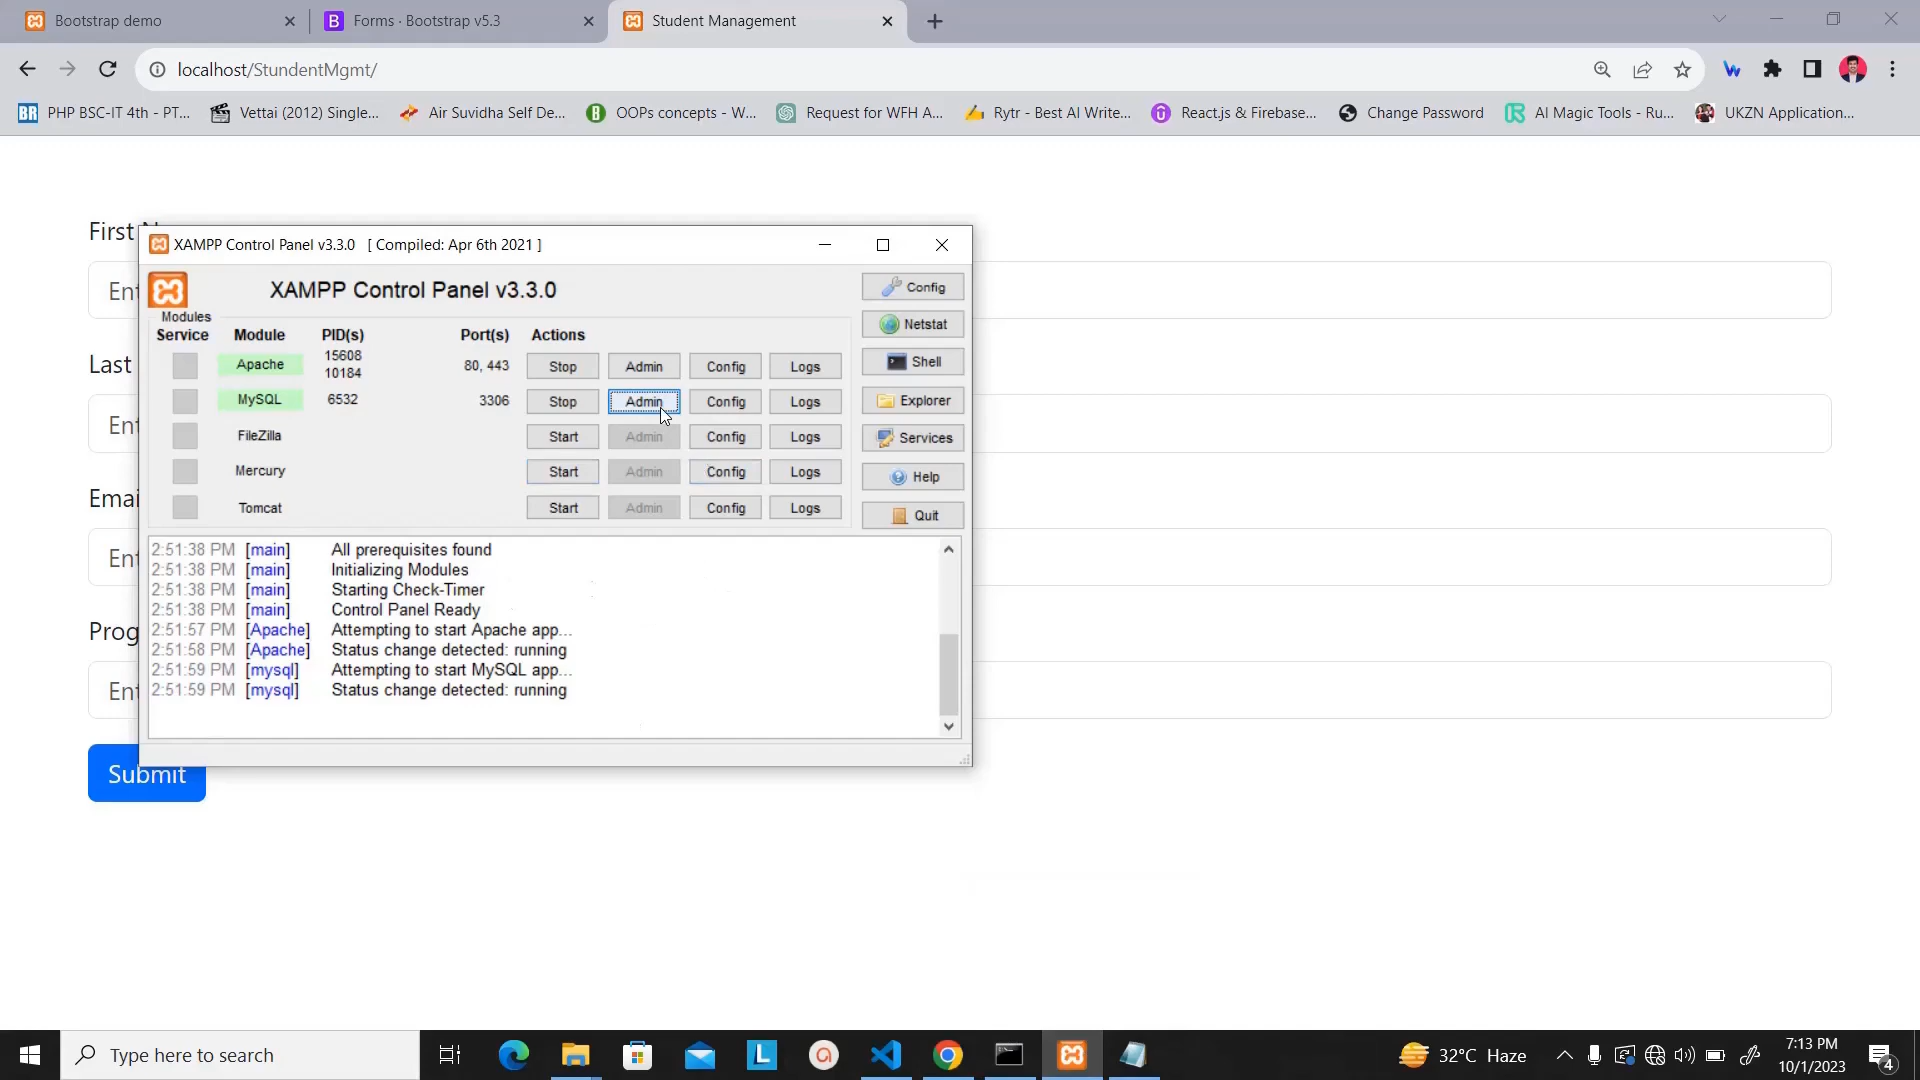 Bootstrap demo
Forms · Bootstrap v5.3
Student Management
localhost/StundentMgmt/
PHP BSC-IT 4th - PT...
Vettai (2012) Single...
Air Suvidha Self De...
OOPs concepts - W...
Request for WFH A...
Rytr - Best AI Write...
React.js & Firebase...
Change Password
AI Magic Tools - Ru...
UKZN Application...
First N
XAMPP Control Panel v3.3.0 [ Compiled: Apr 6th 2021 ]
XAMPP Control Panel v3.3.0
Config
Modules
Netstat
Service Module PID(s) Port(s) Actions
Apache 15608 10184 80, 443 Stop Admin Config Logs
Shell
MySQL 6532 3306 Stop Admin Config Logs
Explorer
FileZilla Start Admin Config Logs
Services
Mercury Start Admin Config Logs
Help
Tomcat Start Admin Config Logs
Quit
2:51:38 PM [main] All prerequisites found
2:51:38 PM [main] Initializing Modules
2:51:38 PM [main] Starting Check-Timer
2:51:38 PM [main] Control Panel Ready
2:51:57 PM [Apache] Attempting to start Apache app...
2:51:58 PM [Apache] Status change detected: running
2:51:59 PM [mysql] Attempting to start MySQL app...
2:51:59 PM [mysql] Status change detected: running
Ent
Last
Ent
Emai
Ent
Prog
Ent
Submit
Type here to search
32°C Haze
7:13 PM
10/1/2023
4